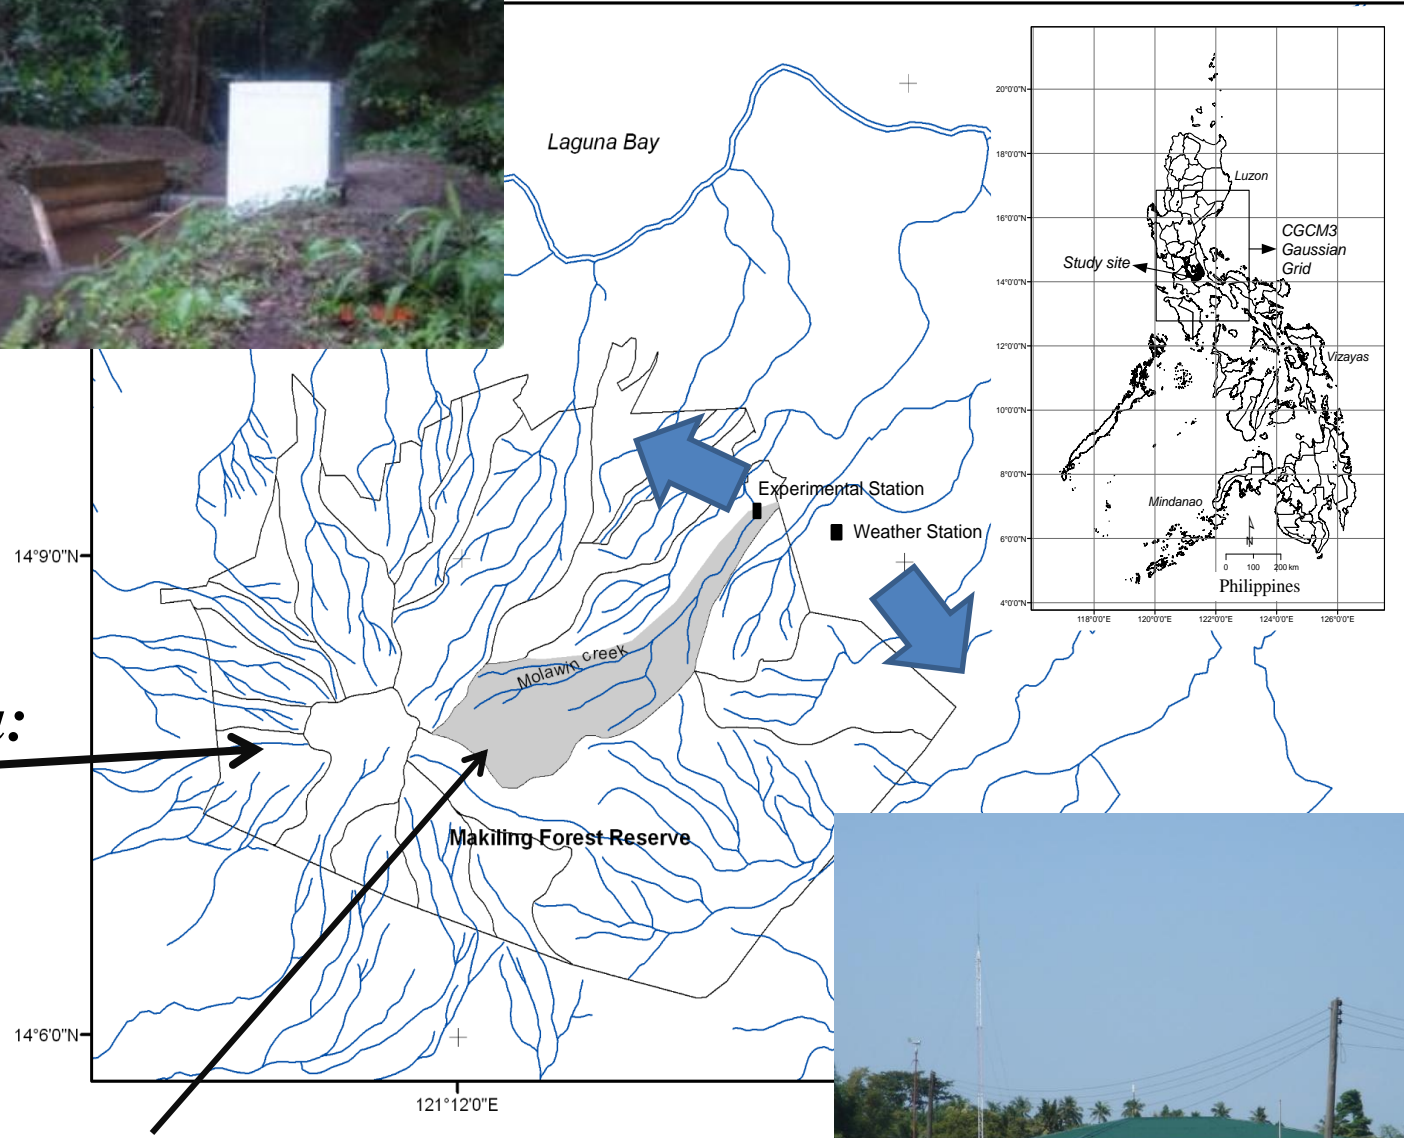 Laguna Bay
Experimental Station
Weather Station
14°9'0"N
Molawin creek
Makiling Forest Reserve
14°6'0"N
121°12'0"E
20°0'0"N
18°0'0"N
16°0'0"N
14°0'0"N
12°0'0"N
10°0'0"N
8°0'0"N
6°0'0"N
4°0'0"N
Luzon
CGCM3
Gaussian
Grid
Study site
Vizayas
Mindanao
N
0 100 200 km
Philippines
118°0'0"E 120°0'0"E 122°0'0"E 124°0'0"E 126°0'0"E